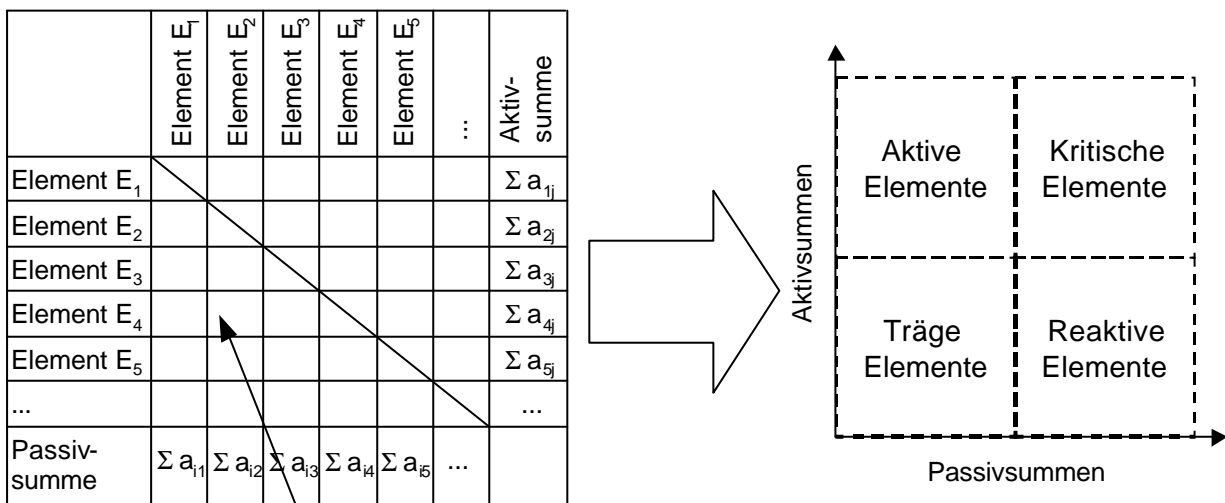 Element E1
Element E2
Element E3
Element E4
Element E5
...
Aktiv-
summe
Element E1 Σ a1j
Element E2 Σ a2j
Element E3 Σ a3j
Element E4 Σ a4j
Element E5 Σ a5j
... ...
Passiv-
summe Σ ai1 Σ ai2 Σ ai3 Σ ai4 Σ ai5 ...
Aktivsummen
Aktive Elemente
Kritische Elemente
Träge Elemente
Reaktive Elemente
Passivsummen